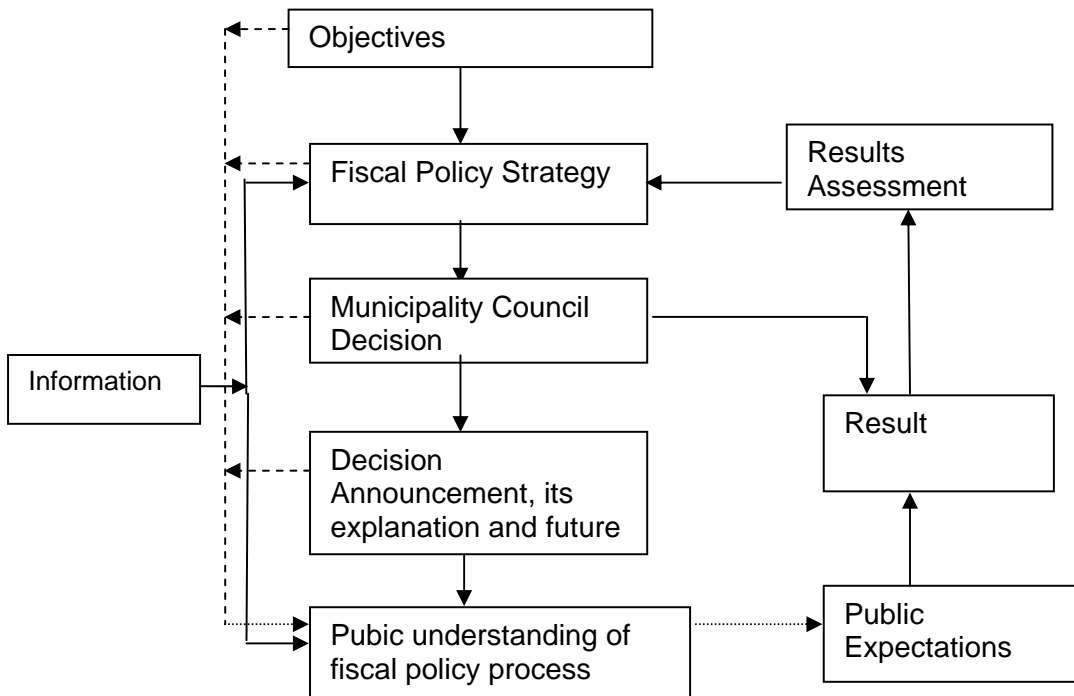 Objectives
Fiscal Policy Strategy
Results
Assessment
Municipality Council
Decision
Information
Result
Decision
Announcement, its
explanation and future
Pubic understanding of
fiscal policy process
Public
Expectations